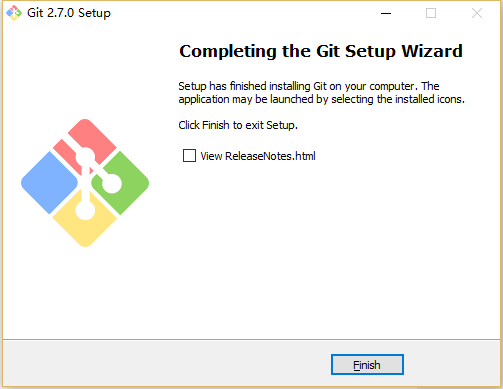 Git 2.7.0 Setup
Completing the Git Setup Wizard
Setup has finished installing Git on your computer. The
application may be launched by selecting the installed icons.
Click Finish to exit Setup.
View ReleaseNotes.html
Finish